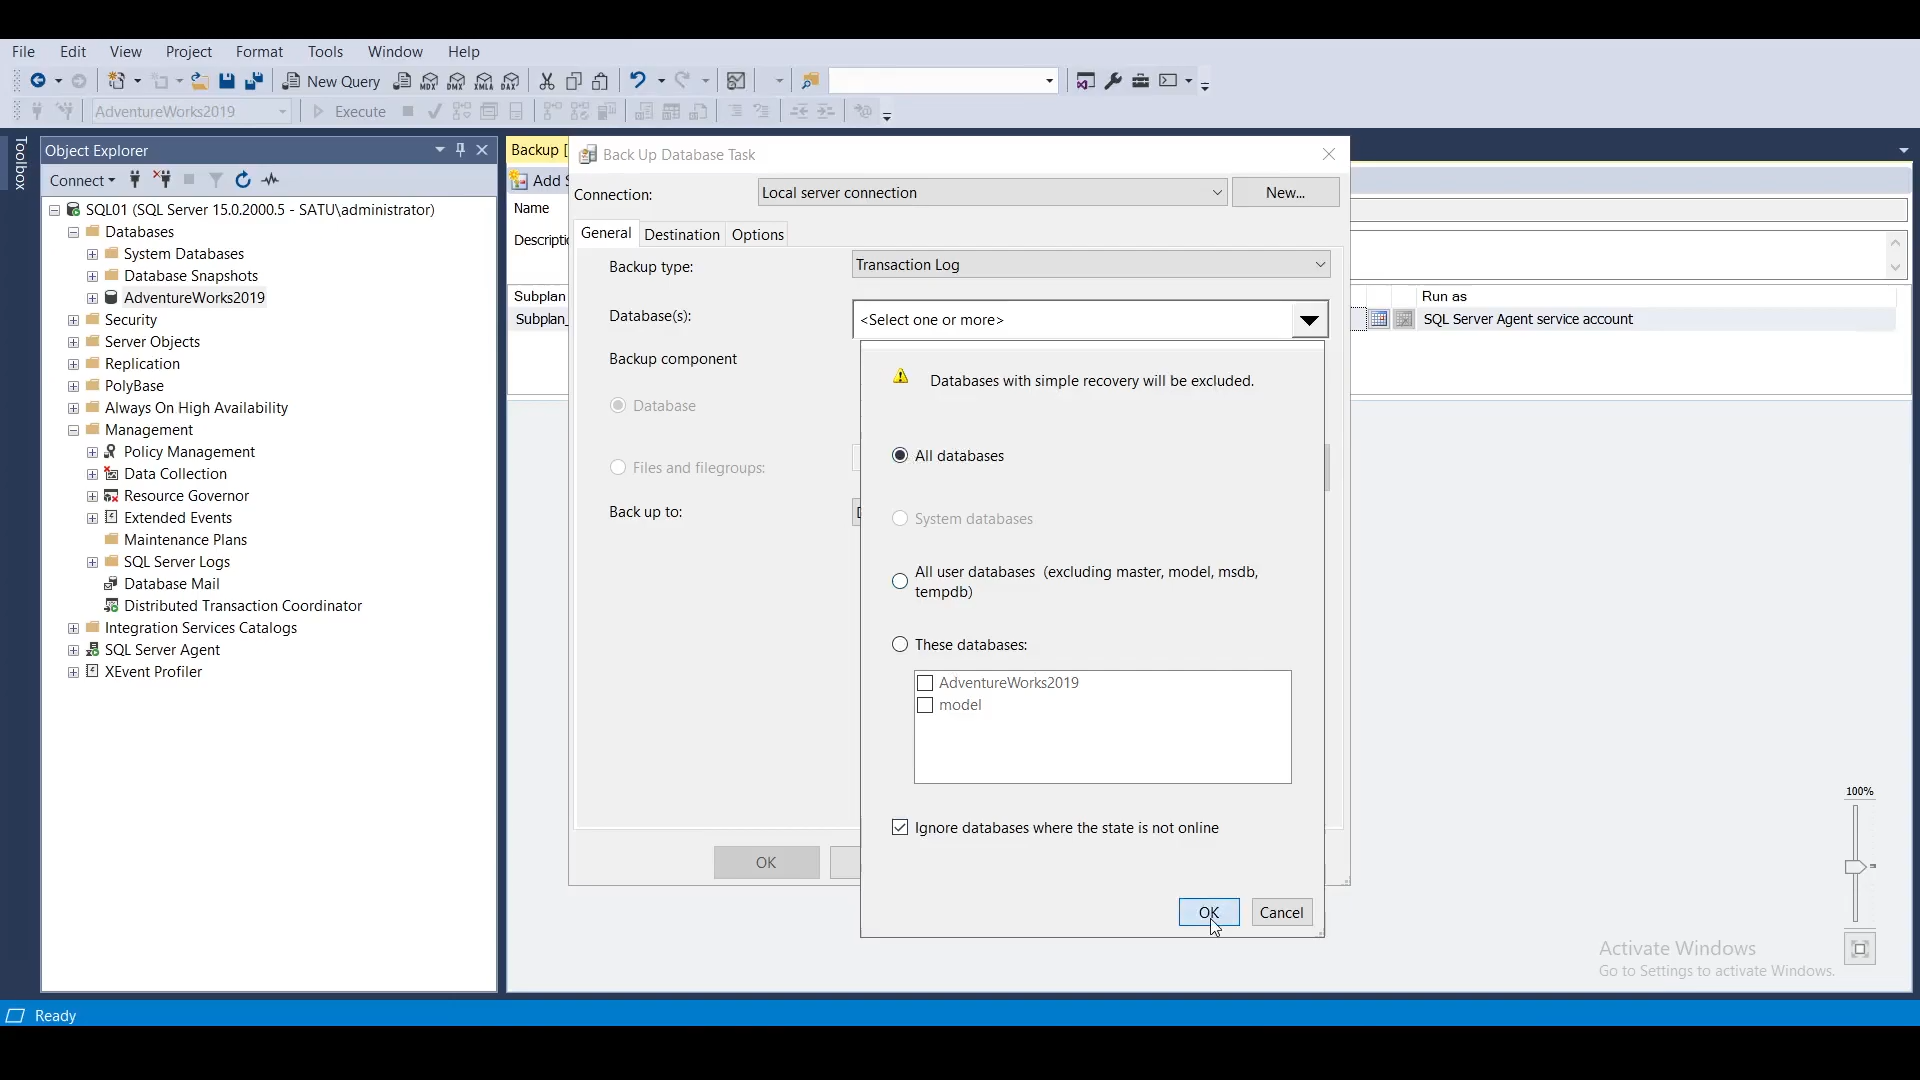 File Edit View Project Format Tools Window Help
New Query MDX DMX XMLA DAX
AdventureWorks2019 Execute
Toolbox
Object Explorer
Connect
SQL01 (SQL Server 15.0.2000.5 - SATU\administrator)
Databases
System Databases
Database Snapshots
AdventureWorks2019
Security
Server Objects
Replication
PolyBase
Always On High Availability
Management
Policy Management
Data Collection
Resource Governor
Extended Events
Maintenance Plans
SQL Server Logs
Database Mail
Distributed Transaction Coordinator
Integration Services Catalogs
SQL Server Agent
XEvent Profiler
Backup [
Add S
Name
Descripti
Subplan
Subplan_
Run as
SQL Server Agent service account
Back Up Database Task
Connection: Local server connection New...
General Destination Options
Backup type: Transaction Log
Database(s): <Select one or more>
Backup component
Database
Files and filegroups:
Back up to:
OK
Databases with simple recovery will be excluded.
All databases
System databases
All user databases (excluding master, model, msdb,
tempdb)
These databases:
AdventureWorks2019
model
Ignore databases where the state is not online
OK Cancel
100%
Activate Windows
Go to Settings to activate Windows.
Ready